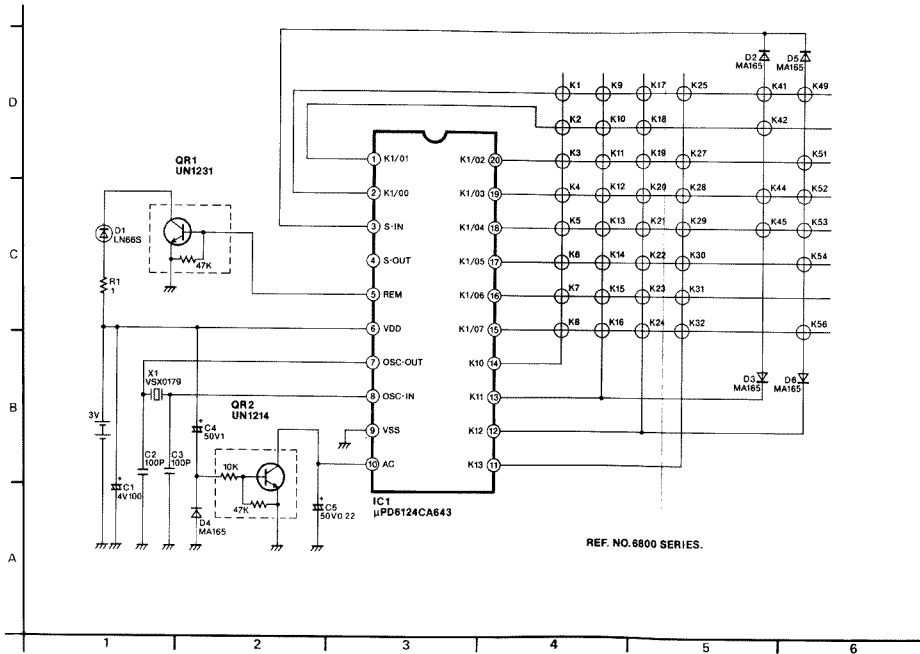 D
C
B
A
1
2
3
4
5
6
QR1
UN1231
D1
LN66S
47K
R1
1
X1
VSX0179
3V
C2
100P
C3
100P
C1
4V100
C4
50V1
QR2
UN1214
10K
47K
D4
MA165
C5
50V0.22
1 K1/01
2 K1/00
3 S-IN
4 S-OUT
5 REM
6 VDD
7 OSC-OUT
8 OSC-IN
9 VSS
10 AC
K1/02 20
K1/03 19
K1/04 18
K1/05 17
K1/06 16
K1/07 15
K10 14
K11 13
K12 12
K13 11
IC1
μPD6124CA643
D2
MA165
D5
MA165
K1 K9 K17 K25 K41 K49
K2 K10 K18 K42
K3 K11 K19 K27 K51
K4 K12 K20 K28 K44 K52
K5 K13 K21 K29 K45 K53
K6 K14 K22 K30 K54
K7 K15 K23 K31
K8 K16 K24 K32 K56
D3
MA165
D6
MA165
REF. NO.6800 SERIES.